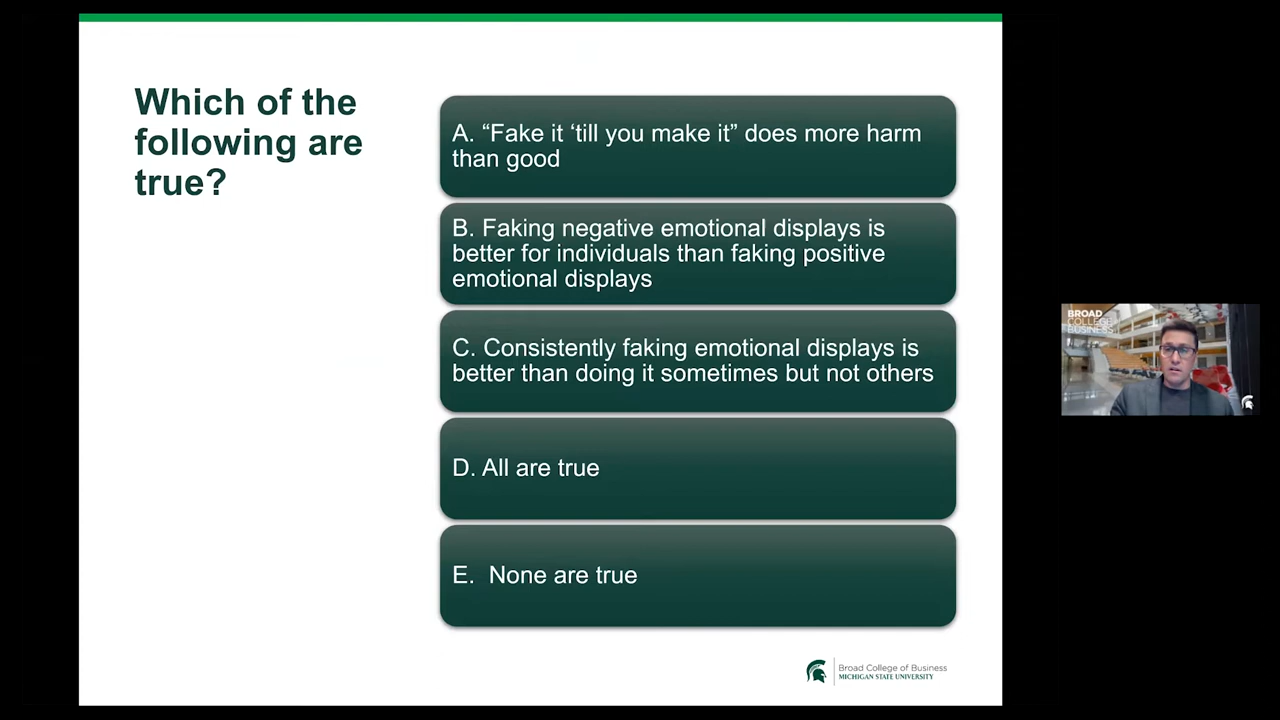 Which of the
following are
true?
A. “Fake it ‘till you make it” does more harm
than good
B. Faking negative emotional displays is
better for individuals than faking positive
emotional displays
C. Consistently faking emotional displays is
better than doing it sometimes but not others
D. All are true
E. None are true
Broad College of Business
MICHIGAN STATE UNIVERSITY
BROAD
COLLEGE
BUSINESS